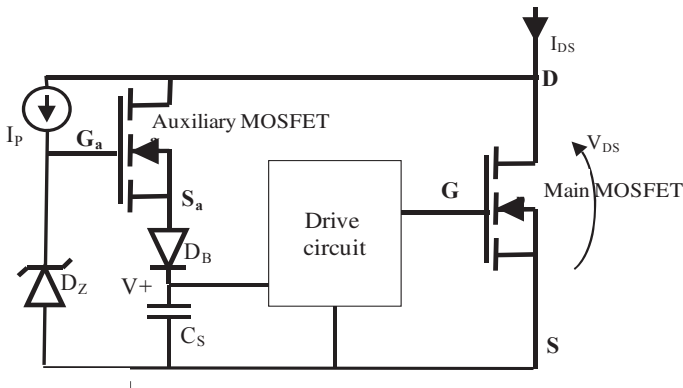 I_DS
D
I_P
G_a
Auxiliary MOSFET
V_DS
G
Main MOSFET
S_a
Drive
circuit
D_B
D_Z
V+
C_S
S